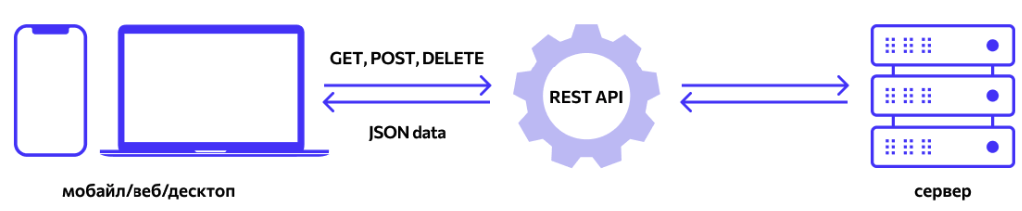 GET, POST, DELETE
REST API
JSON data
мобайл/веб/десктоп
сервер